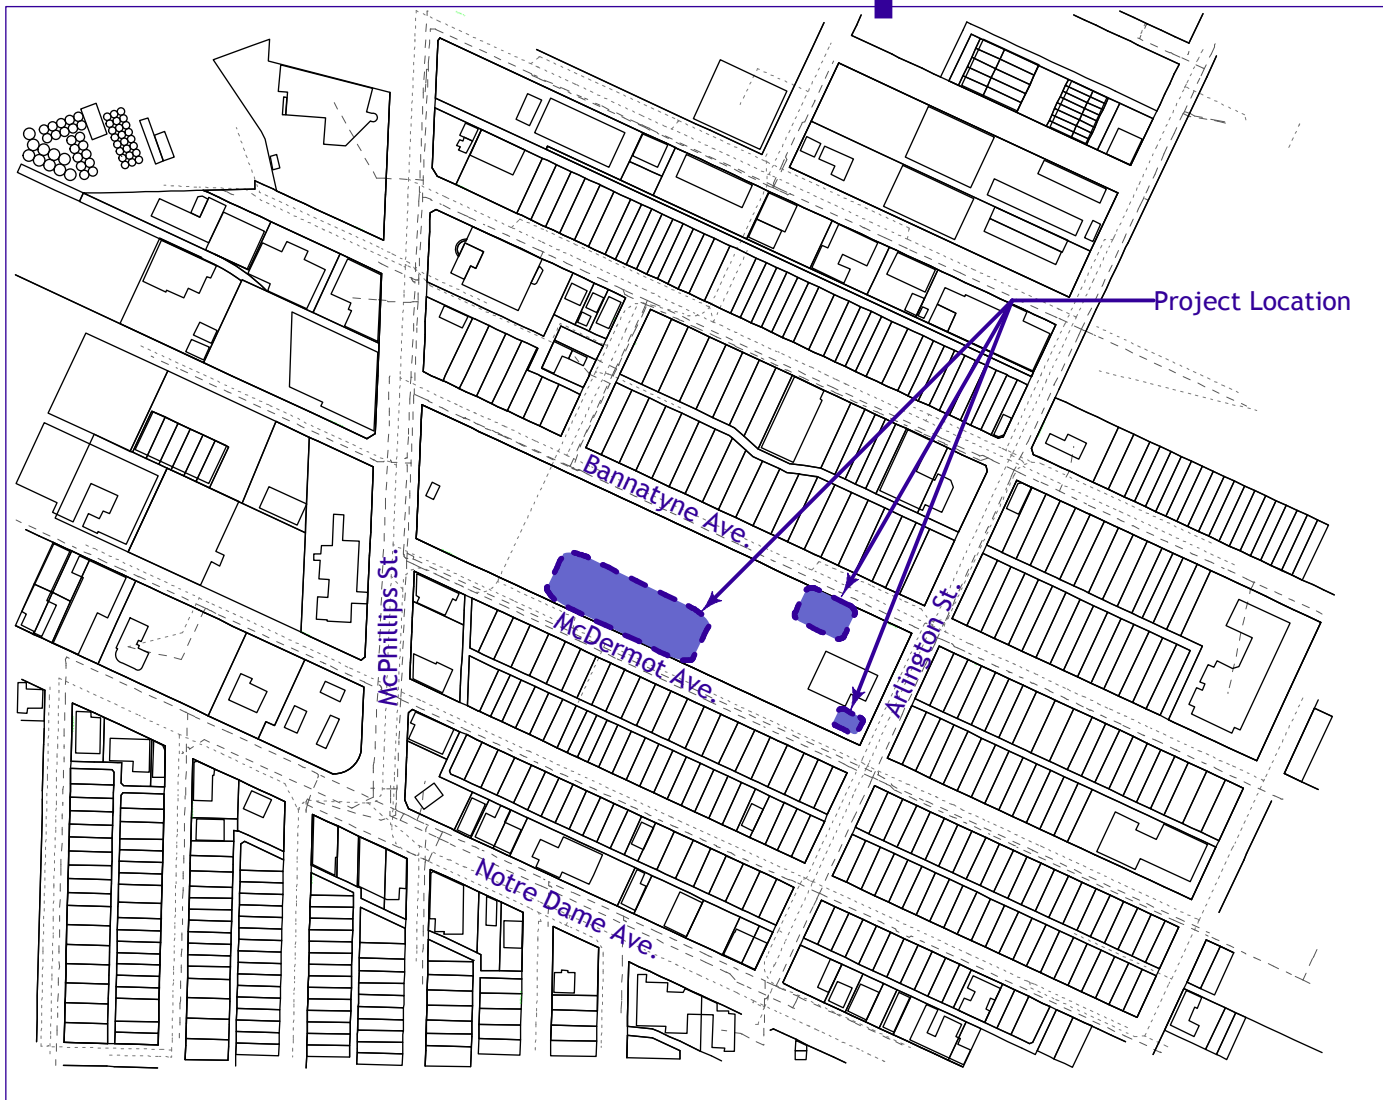 Project Location
Bannatyne Ave.
McPhillips St.
McDermot Ave.
Arlington St.
Notre Dame Ave.